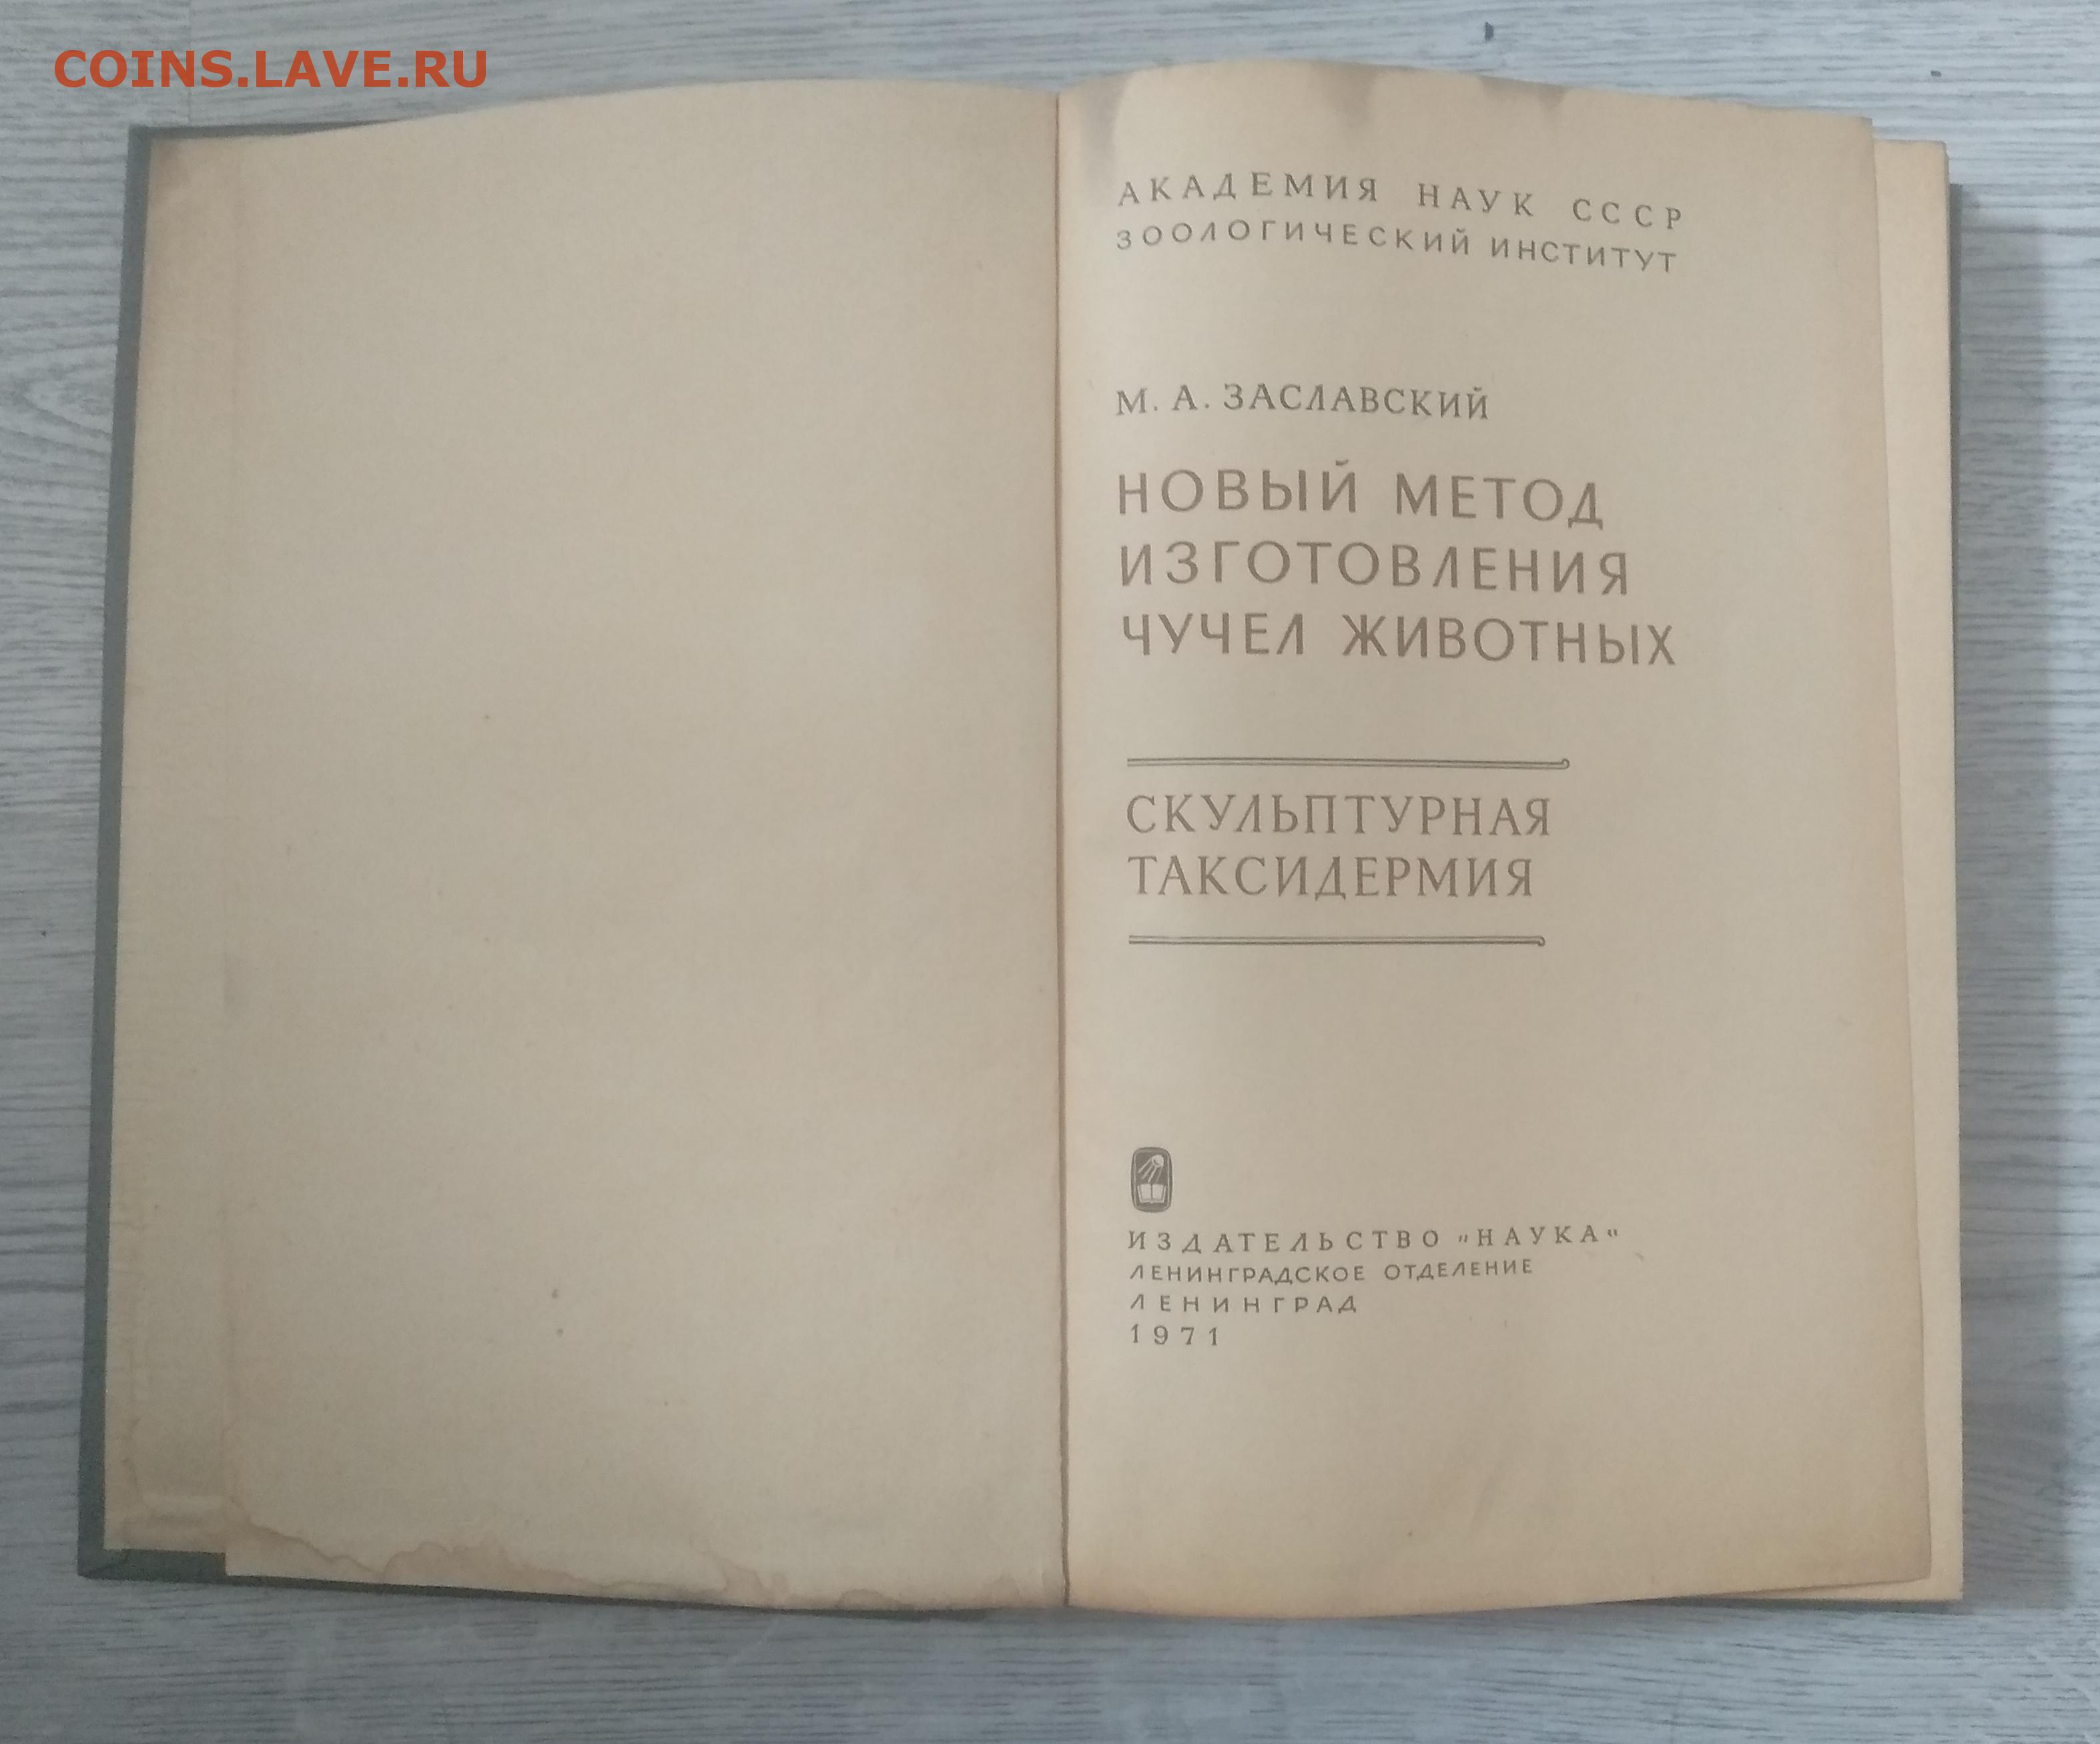 COINS.LAVE.RU
АКАДЕМИЯ НАУК СССР
ЗООЛОГИЧЕСКИЙ ИНСТИТУТ
М. А. ЗАСЛАВСКИЙ
НОВЫЙ МЕТОД
ИЗГОТОВЛЕНИЯ
ЧУЧЕЛ ЖИВОТНЫХ
СКУЛЬПТУРНАЯ
ТАКСИДЕРМИЯ
ИЗДАТЕЛЬСТВО „НАУКА“
ЛЕНИНГРАДСКОЕ ОТДЕЛЕНИЕ
ЛЕНИНГРАД
1971